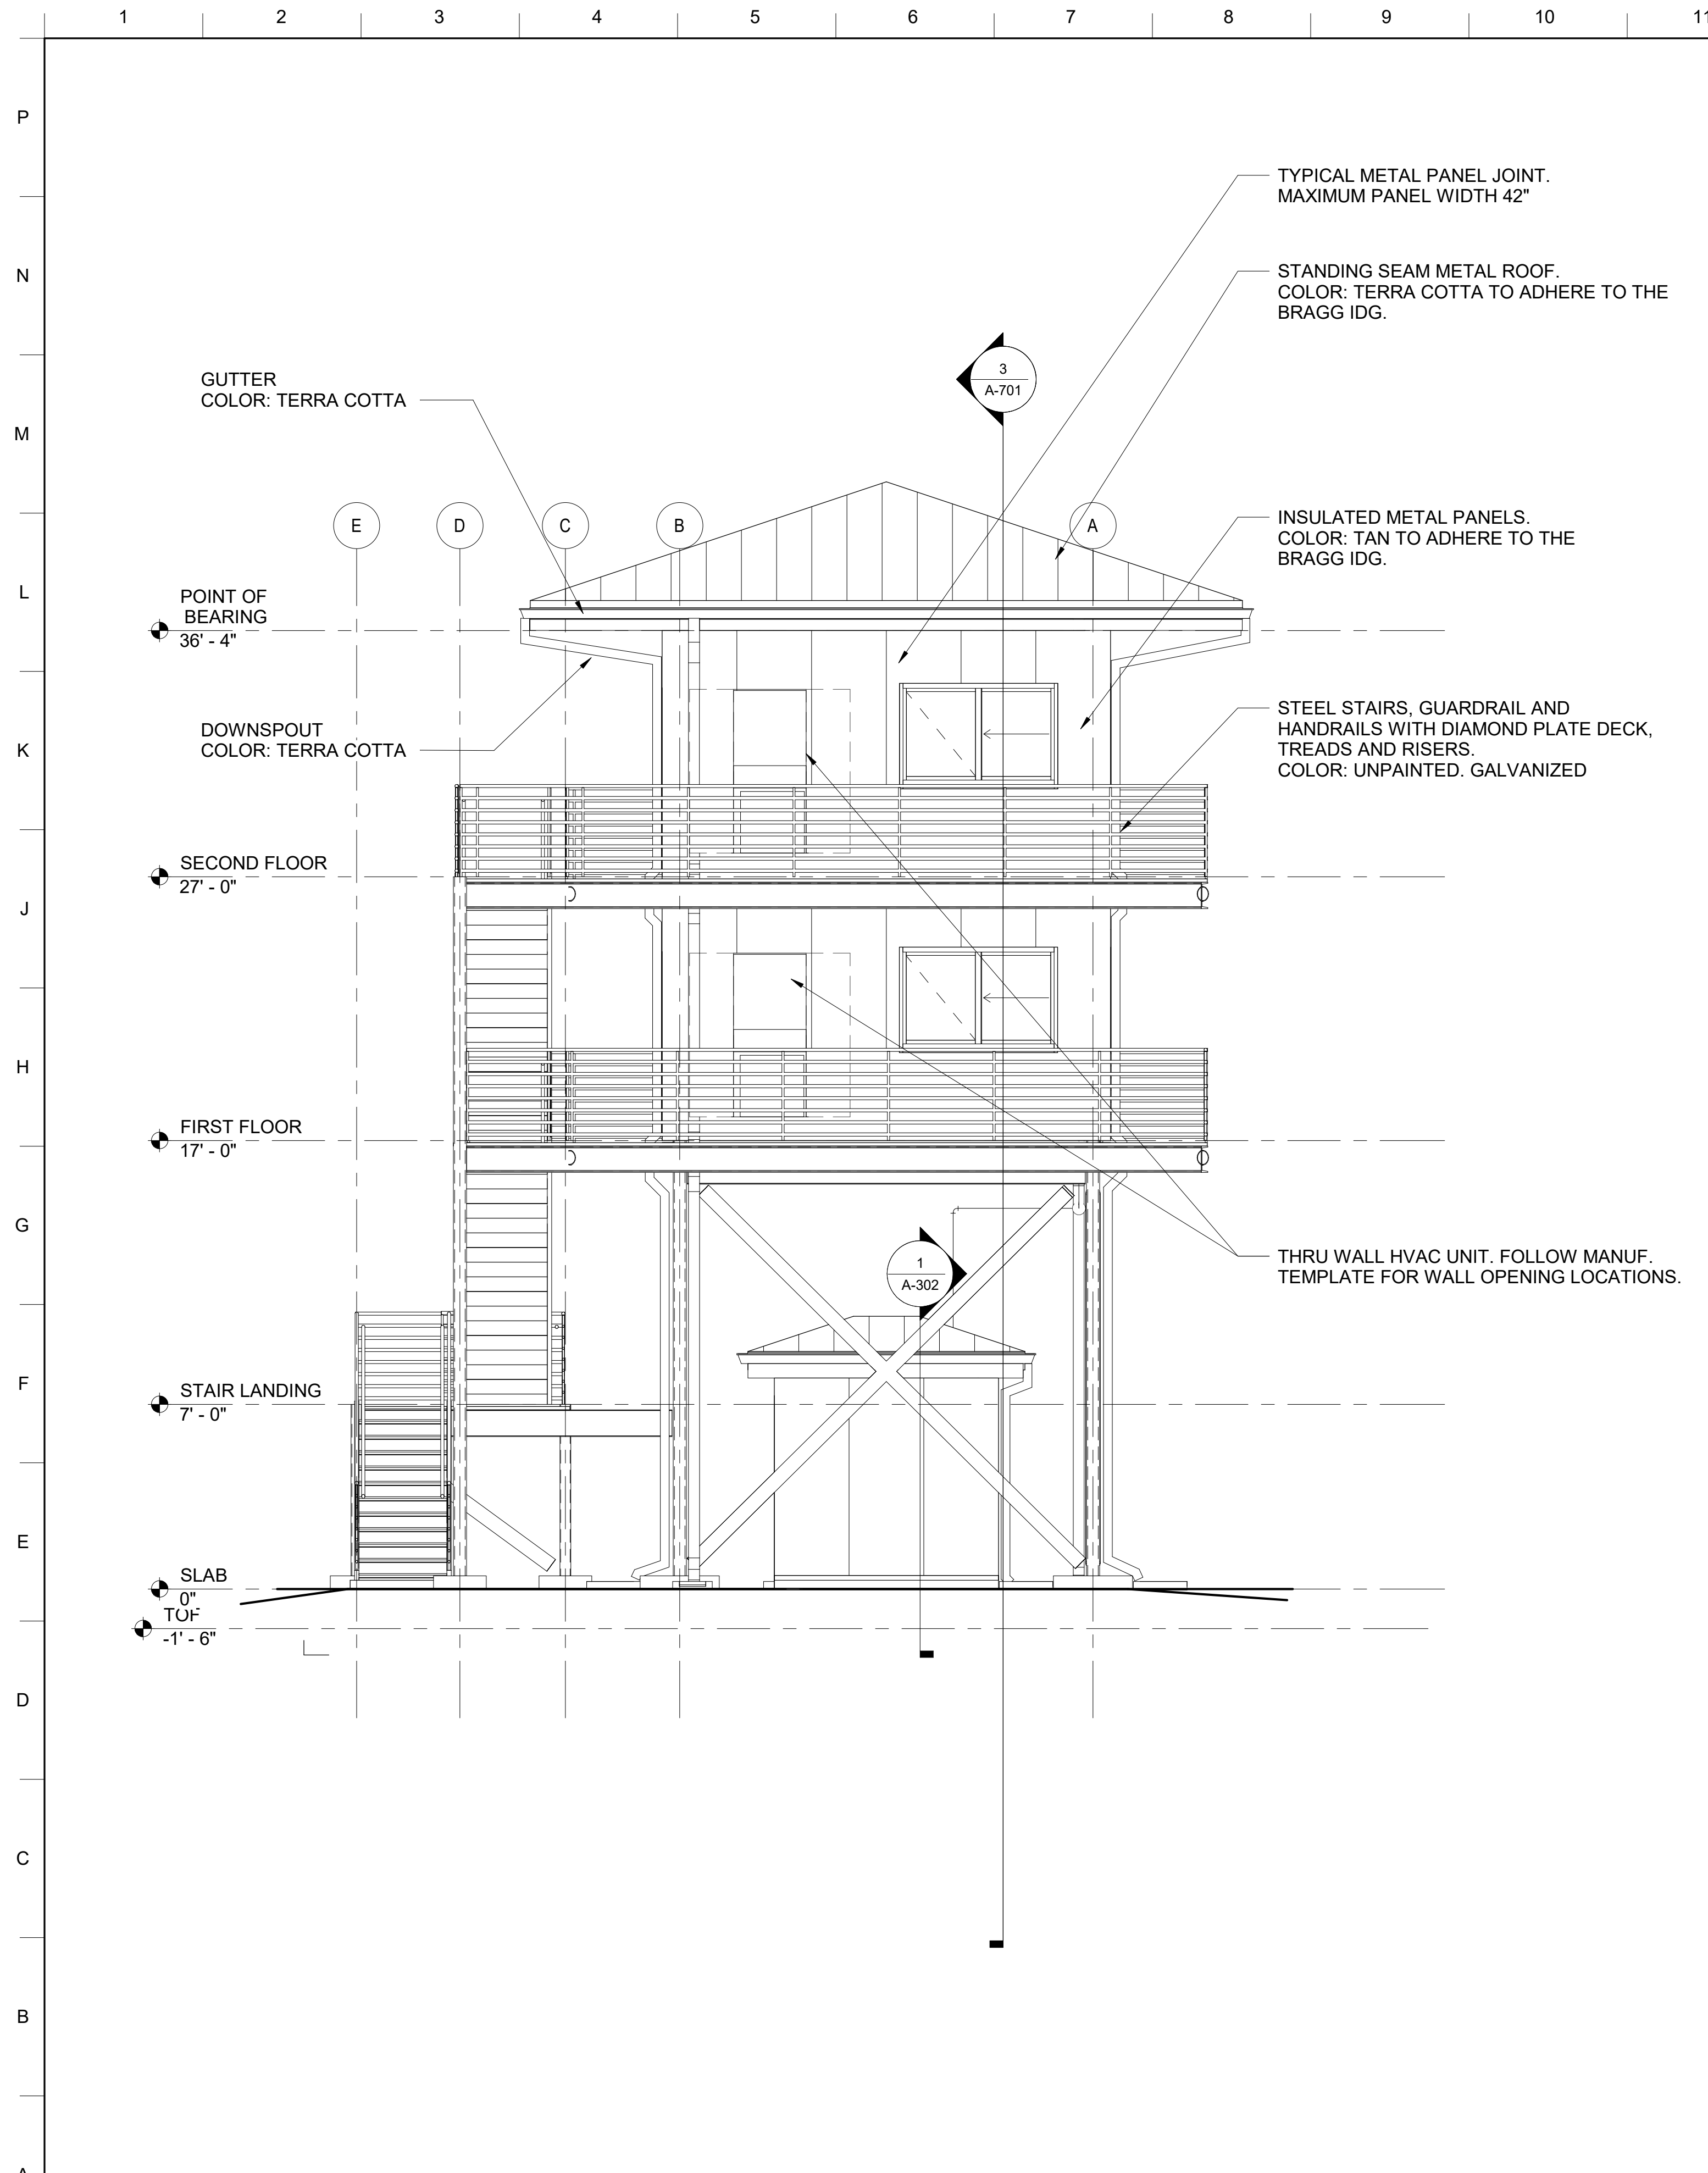 1 2 3 4 5 6 7 8 9 10 11
P
TYPICAL METAL PANEL JOINT.
MAXIMUM PANEL WIDTH 42"
N
STANDING SEAM METAL ROOF.
COLOR: TERRA COTTA TO ADHERE TO THE
BRAGG IDG.
3
A-701
GUTTER
COLOR: TERRA COTTA
M
E D C B A
INSULATED METAL PANELS.
COLOR: TAN TO ADHERE TO THE
BRAGG IDG.
L
POINT OF
BEARING
36' - 4"
STEEL STAIRS, GUARDRAIL AND
HANDRAILS WITH DIAMOND PLATE DECK,
TREADS AND RISERS.
COLOR: UNPAINTED. GALVANIZED
DOWNSPOUT
COLOR: TERRA COTTA
K
SECOND FLOOR
27' - 0"
J
H
FIRST FLOOR
17' - 0"
G
1
A-302
THRU WALL HVAC UNIT. FOLLOW MANUF.
TEMPLATE FOR WALL OPENING LOCATIONS.
F
STAIR LANDING
7' - 0"
E
SLAB
0"
TOF
-1' - 6"
D
C
B
A